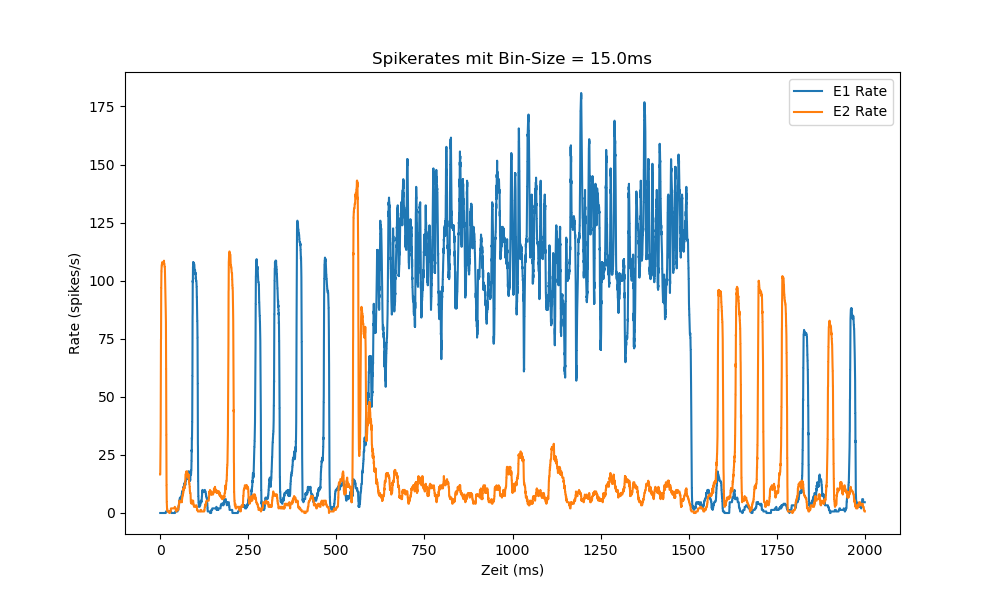 Spikerates mit Bin-Size = 15.0ms
E1 Rate
E2 Rate
175
150
125
100
75
50
25
0
Rate (spikes/s)
0 250 500 750 1000 1250 1500 1750 2000
Zeit (ms)